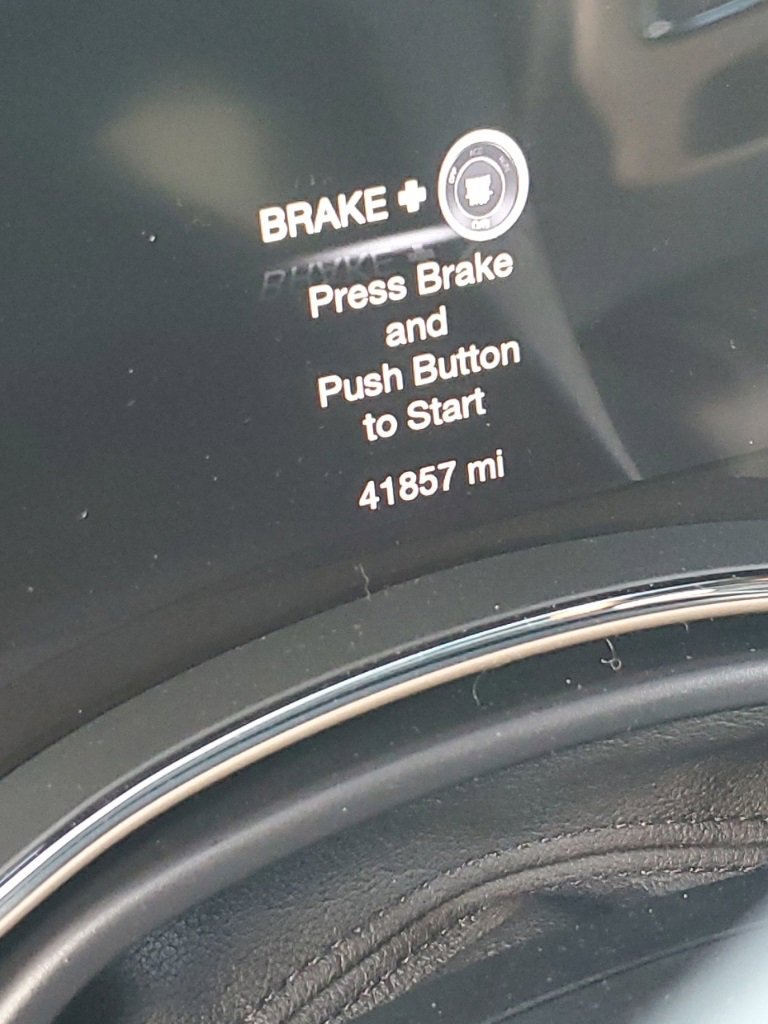 BRAKE +
Press Brake
and
Push Button
to Start
41857 mi